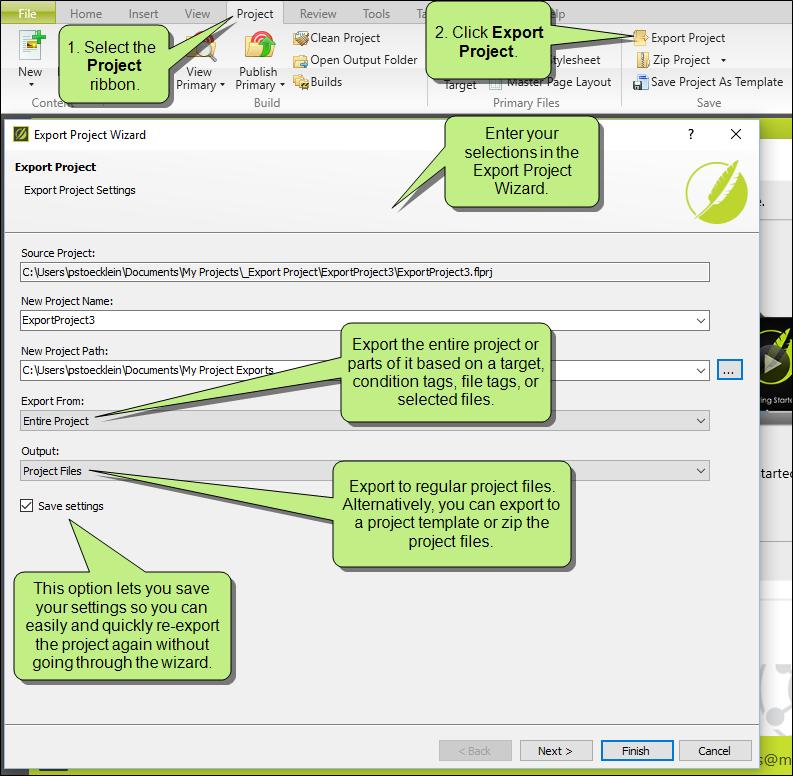 File Home Insert View Project Review Tools
1. Select the
Project
ribbon.
2. Click Export
Project.
New
View
Primary
Publish
Primary
Clean Project
Open Output Folder
Builds
Build
Stylesheet
Target
Master Page Layout
Primary Files
Export Project
Zip Project
Save Project As Template
Save
Export Project Wizard ?
Export Project
Export Project Settings
Enter your
selections in the
Export Project
Wizard.
Source Project:
C:\Users\pstoecklein\Documents\My Projects\_Export Project\ExportProject3\ExportProject3.flprj
New Project Name:
ExportProject3
New Project Path:
C:\Users\pstoecklein\Documents\My Project Exports
...
Export the entire project or
parts of it based on a target,
condition tags, file tags, or
selected files.
Export From:
Entire Project
Output:
Project Files
Export to regular project files.
Alternatively, you can export to
a project template or zip the
project files.
Save settings
This option lets you save
your settings so you can
easily and quickly re-export
the project again without
going through the wizard.
< Back Next > Finish Cancel